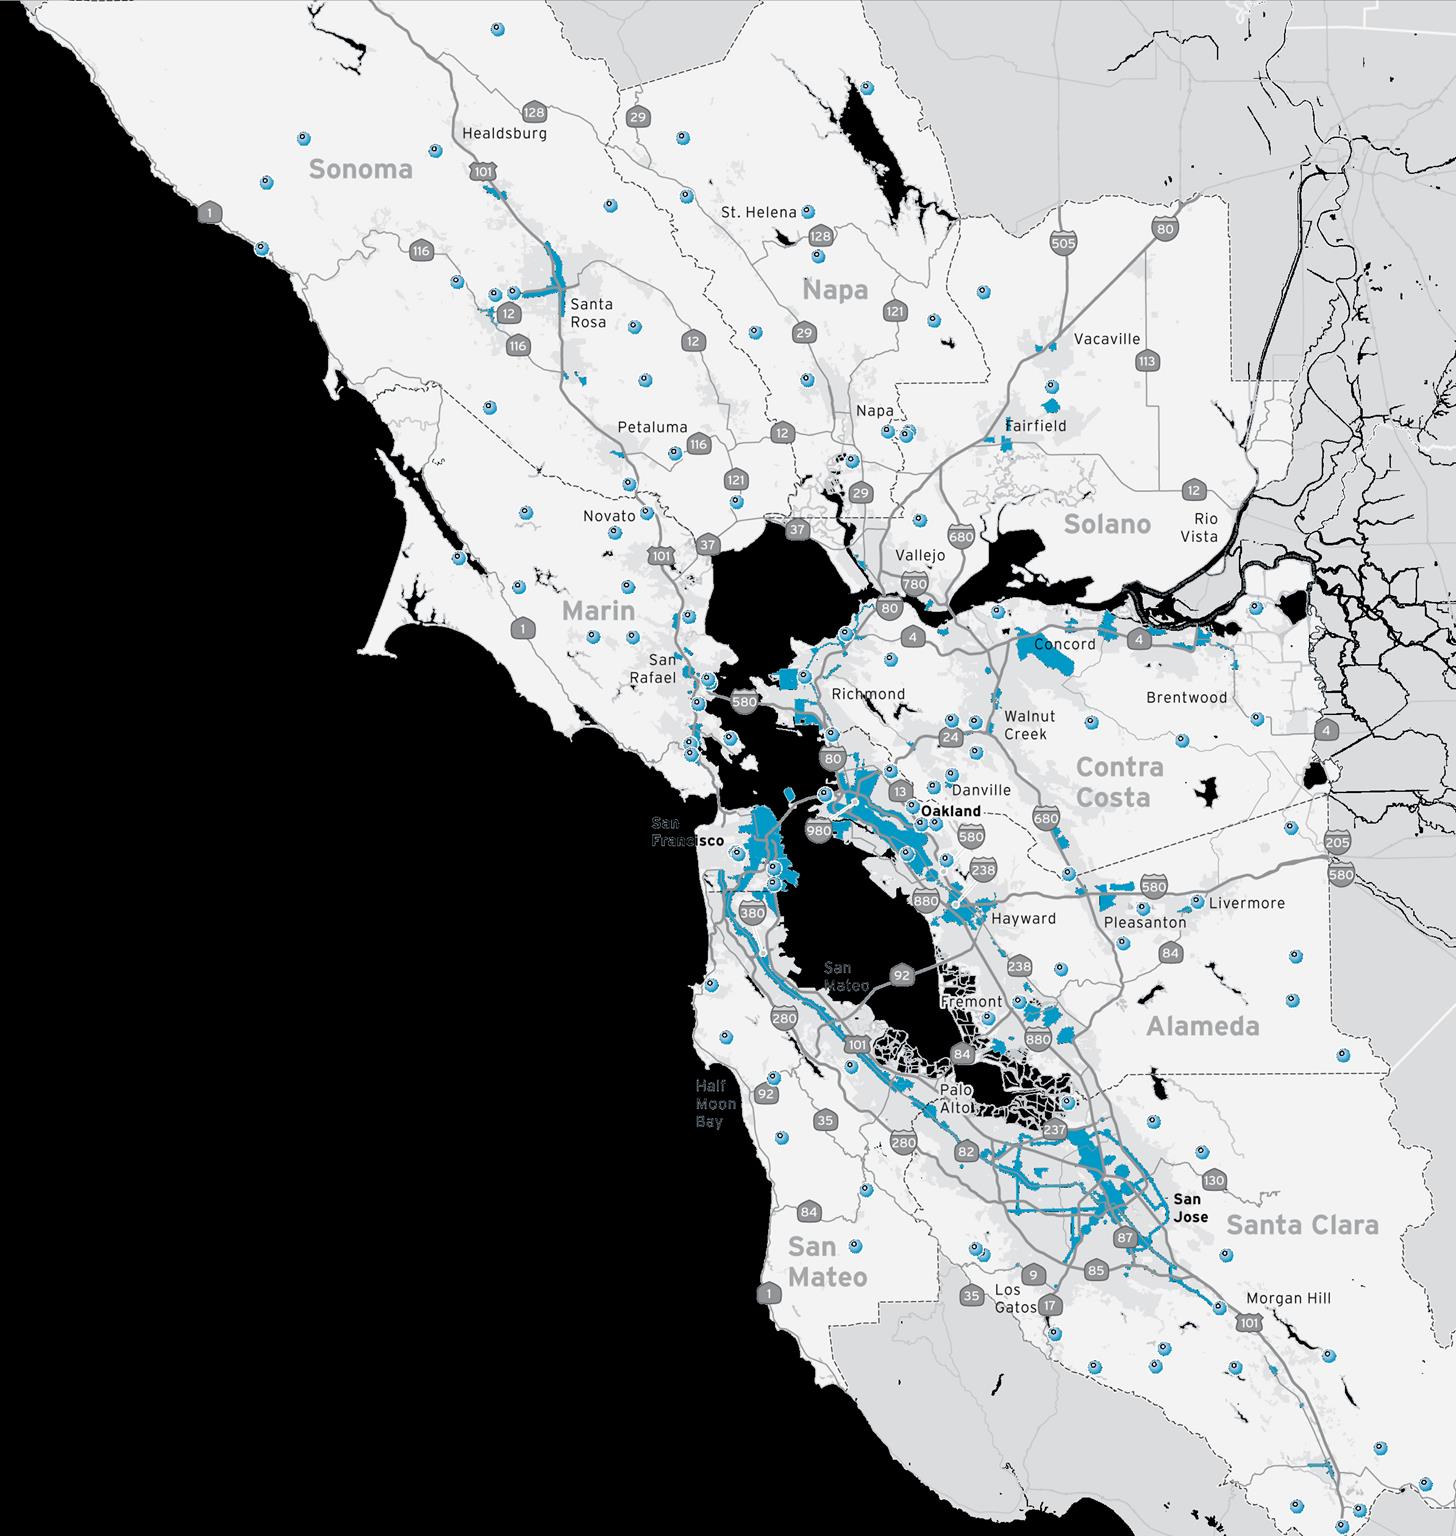 128
29
Healdsburg
101
Sonoma
1
St. Helena
128
116
505
80
Napa
121
12
Santa
Rosa
29
116
12
Vacaville
113
Napa
Petaluma
116
12
Fairfield
121
29
12
Novato
37
Solano
Rio
Vista
101
37
680
Vallejo
780
Marin
80
1
4
4
Concord
San
Rafael
580
Richmond
Brentwood
Walnut
Creek
24
4
80
Contra
Costa
13
Danville
Oakland
San
Francisco
980
580
680
205
238
580
580
880
380
Hayward
Livermore
Pleasanton
84
San
Mateo
92
238
Fremont
280
Alameda
880
101
84
Half
Moon
Bay
92
Palo
Alto
35
237
280
82
130
San
Jose
84
Santa Clara
87
San
Mateo
85
9
1
35
Los
Gatos
17
Morgan Hill
101